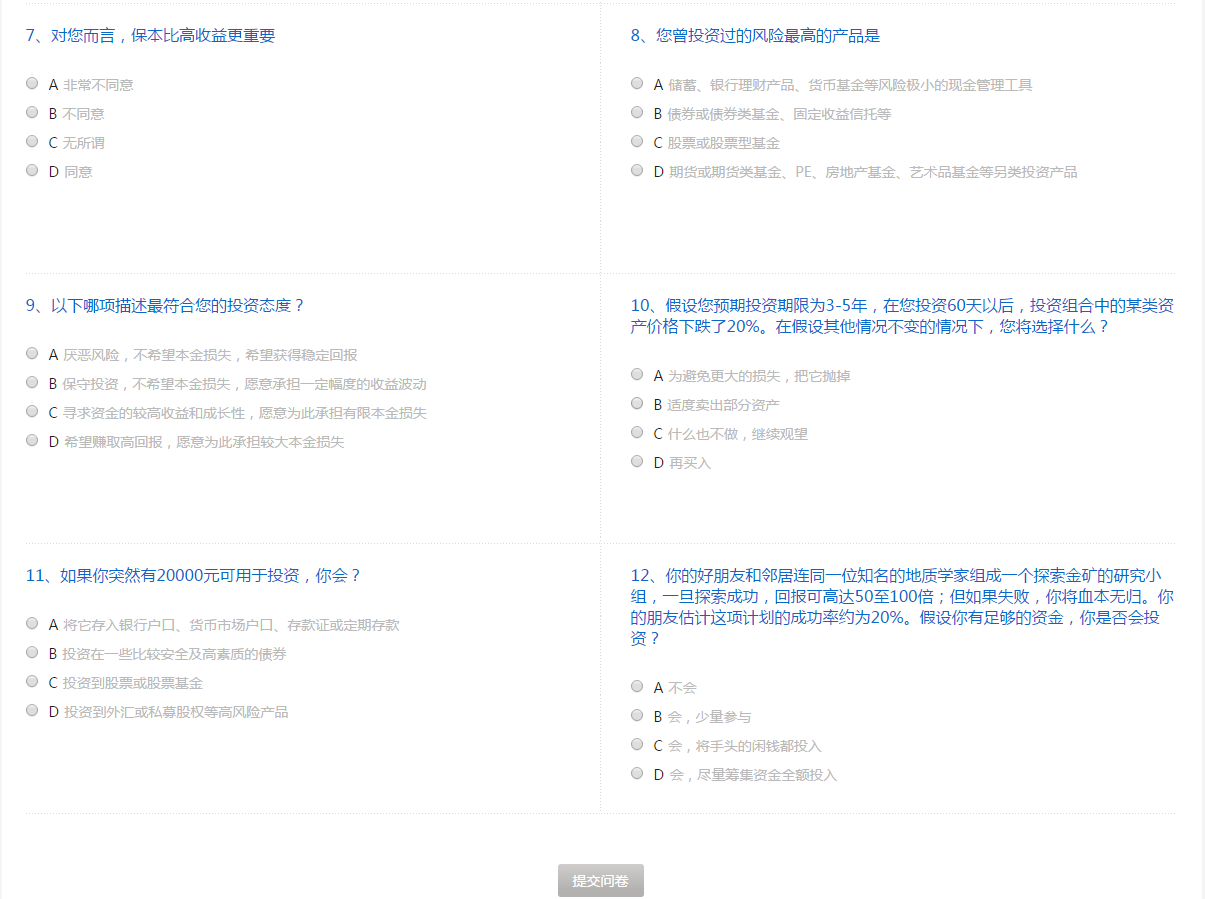 7、对您而言，保本比高收益更重要
A 非常不同意
B 不同意
C 无所谓
D 同意
8、您曾投资过的风险最高的产品是
A 储蓄、银行理财产品、货币基金等风险极小的现金管理工具
B 债券或债券类基金、固定收益信托等
C 股票或股票型基金
D 期货或期货类基金、PE、房地产基金、艺术品基金等另类投资产品
9、以下哪项描述最符合您的投资态度？
A 厌恶风险，不希望本金损失，希望获得稳定回报
B 保守投资，不希望本金损失，愿意承担一定幅度的收益波动
C 寻求资金的较高收益和成长性，愿意为此承担有限本金损失
D 希望赚取高回报，愿意为此承担较大本金损失
10、假设您预期投资期限为3-5年，在您投资60天以后，投资组合中的某类资
产价格下跌了20%。在假设其他情况不变的情况下，您将选择什么？
A 为避免更大的损失，把它抛掉
B 适度卖出部分资产
C 什么也不做，继续观望
D 再买入
11、如果你突然有20000元可用于投资，你会？
A 将它存入银行户口、货币市场户口、存款证或定期存款
B 投资在一些比较安全及高素质的债券
C 投资到股票或股票基金
D 投资到外汇或私募股权等高风险产品
12、你的好朋友和邻居连同一位知名的地质学家组成一个探索金矿的研究小
组，一旦探索成功，回报可高达50至100倍；但如果失败，你将血本无归。你
的朋友估计这项计划的成功率约为20%。假设你有足够的资金，你是否会投
资？
A 不会
B 会，少量参与
C 会，将手头的闲钱都投入
D 会，尽量筹集资金全额投入
提交问卷